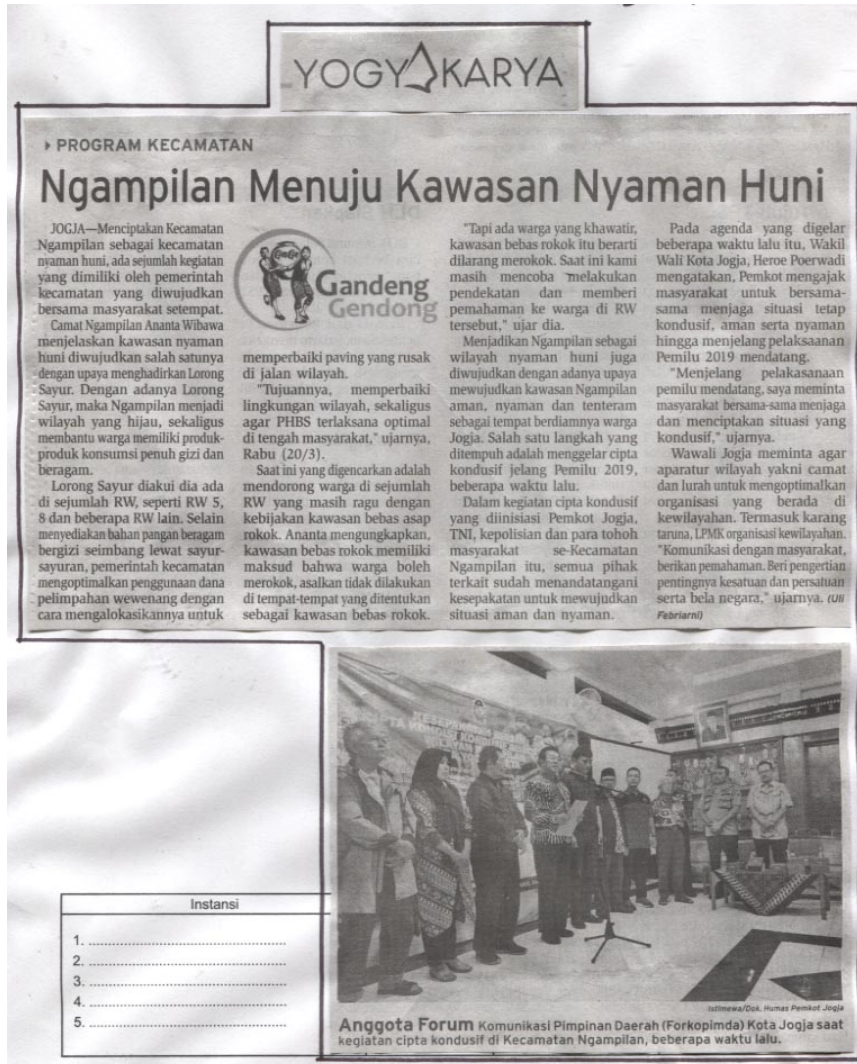 YOGYAKARYA
PROGRAM KECAMATAN
Ngampilan Menuju Kawasan Nyaman Huni
JOGJA—Menciptakan Kecamatan
Ngampilan sebagai kecamatan
nyaman huni, ada sejumlah kegiatan
yang dimiliki oleh pemerintah
kecamatan yang diwujudkan
bersama masyarakat setempat.
Camat Ngampilan Ananta Wibawa
menjelaskan kawasan nyaman
huni diwujudkan salah satunya
dengan upaya menghadirkan Lorong
Sayur. Dengan adanya Lorong
Sayur, maka Ngampilan menjadi
wilayah yang hijau, sekaligus
membantu warga memiliki produk-
produk konsumsi penuh gizi dan
beragam.
Lorong Sayur diakui dia ada
di sejumlah RW, seperti RW 5,
8 dan beberapa RW lain. Selain
menyediakan bahan pangan beragam
bergizi seimbang lewat sayur-
sayuran, pemerintah kecamatan
mengoptimalkan penggunaan dana
pelimpahan wewenang dengan
cara mengalokasikannya untuk
Gandeng
Gendong
memperbaiki paving yang rusak
di jalan wilayah.
"Tujuannya, memperbaiki
lingkungan wilayah, sekaligus
agar PHBS terlaksana optimal
di tengah masyarakat," ujarnya,
Rabu (20/3).
Saat ini yang digencarkan adalah
mendorong warga di sejumlah
RW yang masih ragu dengan
kebijakan kawasan bebas asap
rokok. Ananta mengungkapkan,
kawasan bebas rokok memiliki
maksud bahwa warga boleh
merokok, asalkan tidak dilakukan
di tempat-tempat yang ditentukan
sebagai kawasan bebas rokok.
"Tapi ada warga yang khawatir,
kawasan bebas rokok itu berarti
dilarang merokok. Saat ini kami
masih mencoba melakukan
pendekatan dan memberi
pemahaman ke warga di RW
tersebut," ujar dia.
Menjadikan Ngampilan sebagai
wilayah nyaman huni juga
diwujudkan dengan adanya upaya
mewujudkan kawasan Ngampilan
aman, nyaman dan tenteram
sebagai tempat berdiamnya warga
Jogja. Salah satu langkah yang
ditempuh adalah menggelar cipta
kondusif jelang Pemilu 2019,
beberapa waktu lalu.
Dalam kegiatan cipta kondusif
yang diinisiasi Pemkot Jogja,
TNI, kepolisian dan para tohoh
masyarakat se-Kecamatan
Ngampilan itu, semua pihak
terkait sudah menandatangani
kesepakatan untuk mewujudkan
situasi aman dan nyaman.
Pada agenda yang digelar
beberapa waktu lalu itu, Wakil
Wali Kota Jogja, Heroe Poerwadi
mengatakan, Pemkot mengajak
masyarakat untuk bersama-
sama menjaga situasi tetap
kondusif, aman serta nyaman
hingga menjelang pelaksanaan
Pemilu 2019 mendatang.
"Menjelang pelakasanaan
pemilu mendatang, saya meminta
masyarakat bersama-sama menjaga
dan menciptakan situasi yang
kondusif," ujarnya.
Wawali Jogja meminta agar
aparatur wilayah yakni camat
dan lurah untuk mengoptimalkan
organisasi yang berada di
kewilayahan. Termasuk karang
taruna, LPMK organisasi kewilayahan.
"Komunikasi dengan masyarakat,
berikan pemahaman. Beri pengertian
pentingnya kesatuan dan persatuan
serta bela negara," ujarnya. (Uli
Febriarni)
Instansi
1.
2.
3.
4.
5.
Istimewa/Dok. Humas Pemkot Jogja
Anggota Forum Komunikasi Pimpinan Daerah (Forkopimda) Kota Jogja saat
kegiatan cipta kondusif di Kecamatan Ngampilan, beberapa waktu lalu.